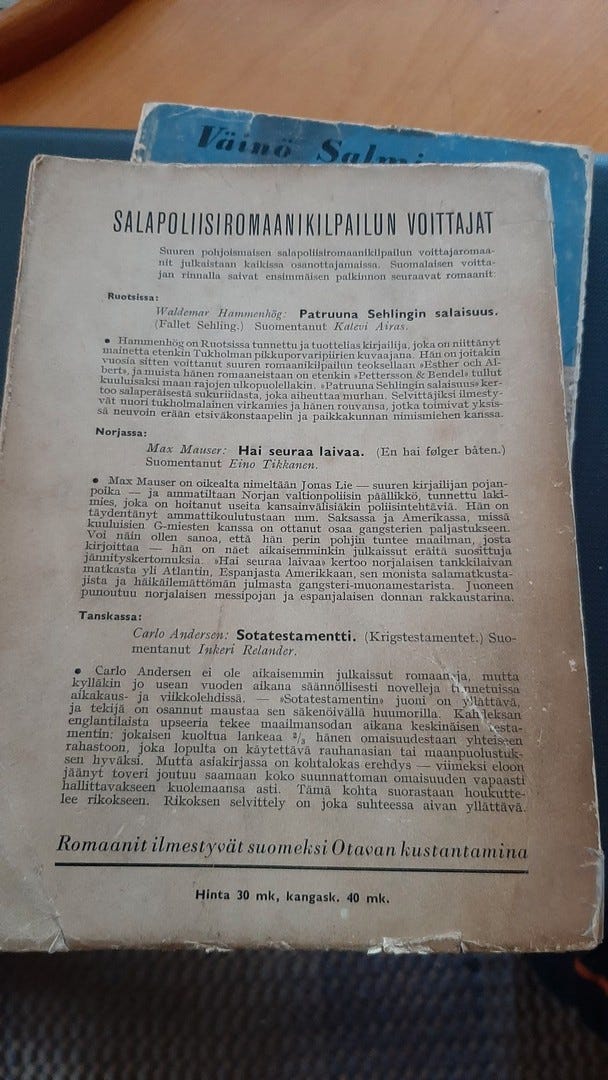 Väinö Salmi
SALAPOLIISIROMAANIKILPAILUN VOITTAJAT
Suuren pohjoismaisen salapoliisiromaanikilpailun voittajaromaa-
nit julkaistaan kaikissa osanottajamaissa. Suomalaisen voitta-
jan rinnalla saivat ensimmäisen palkinnon seuraavat romaanit:
Ruotsissa:
Waldemar Hammenhög: Patruuna Sehlingin salaisuus.
(Fallet Sehling.) Suomentanut Kalevi Airas.
• Hammenhög on Ruotsissa tunnettu ja tuottelias kirjailija, joka on niittänyt
mainetta etenkin Tukholman pikkuporvaripiirien kuvaajana. Hän on joitakin
vuosia sitten voittanut suuren romaanikilpailun teoksellaan »Esther och Al-
bert», ja muista hänen romaaneistaan on etenkin »Pettersson & Bendel» tullut
kuuluisaksi maan rajojen ulkopuolellakin. »Patruuna Sehlingin salaisuus» ker-
too salaperäisestä sukuriidasta, joka aiheuttaa murhan. Selvittäjiksi ilmesty-
vät nuori tukholmalainen virkamies ja hänen rouvansa, jotka toimivat yksis-
sä neuvoin erään etsiväkonstaapelin ja paikkakunnan nimismiehen kanssa.
Norjassa:
Max Mauser: Hai seuraa laivaa. (En hai følger båten.)
Suomentanut Eino Tikkanen.
• Max Mauser on oikealta nimeltään Jonas Lie — suuren kirjailijan pojan-
poika — ja ammatiltaan Norjan valtionpoliisin päällikkö, tunnettu laki-
mies, joka on hoitanut useita kansainvälisiäkin poliisintehtäviä. Hän on
täydentänyt ammattikoulutustaan mm. Saksassa ja Amerikassa, missä
kuuluisien G-miesten kanssa on ottanut osaa gangsterien paljastukseen.
Voi näin ollen sanoa, että hän perin pohjin tuntee maailman, josta
kirjoittaa — hän on näet aikaisemminkin julkaissut eräitä suosittuja
jännityskertomuksia. »Hai seuraa laivaa» kertoo norjalaisen tankkilaivan
matkasta yli Atlantin, Espanjasta Amerikkaan, sen monista salamatkusta-
jista ja häikäilemättömän julmasta gangsteri-muonamestarista. Juoneen
punoutuu norjalaisen messipojan ja espanjalaisen donnan rakkaustarina.
Tanskassa:
Carlo Andersen: Sotatestamentti. (Krigstestamentet.) Suo-
mentanut Inkeri Relander.
• Carlo Andersen ei ole aikaisemmin julkaissut romaaneja, mutta
kylläkin jo usean vuoden aikana säännöllisesti novelleja tunnetuissa
aikakaus- ja viikkolehdissä. — »Sotatestamentin» juoni on yllättävä,
ja tekijä on osannut maustaa sen säkenöivällä huumorilla. Kahdeksan
englantilaista upseeria tekee maailmansodan aikana keskinäisen testa-
mentin: jokaisen kuoltua lankeaa ²/₃ hänen omaisuudestaan yhteiseen
rahastoon, joka lopulta on käytettävä rauhanasian tai maanpuolustuk-
sen hyväksi. Mutta asiakirjassa on kohtalokas erehdys — viimeksi eloon
jäänyt toveri joutuu saamaan koko suunnattoman omaisuuden vapaasti
hallittavakseen kuolemaansa asti. Tämä kohta suorastaan houkutte-
lee rikokseen. Rikoksen selvittely on joka suhteessa aivan yllättävä.
Romaanit ilmestyvät suomeksi Otavan kustantamina
Hinta 30 mk, kangask. 40 mk.